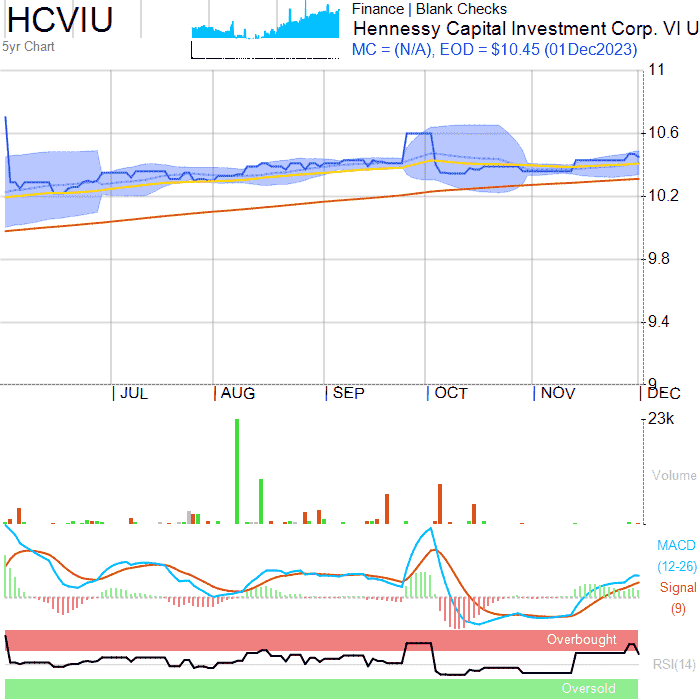 HCVIU
Finance | Blank Checks
Hennessy Capital Investment Corp. VI U
5yr Chart
MC = (N/A), EOD = $10.45 (01Dec2023)
11
10.6
10.2
9.8
9.4
9
JUL AUG SEP OCT NOV DEC
23k
Volume
MACD
(12-26)
Signal
(9)
Overbought
RSI(14)
Oversold